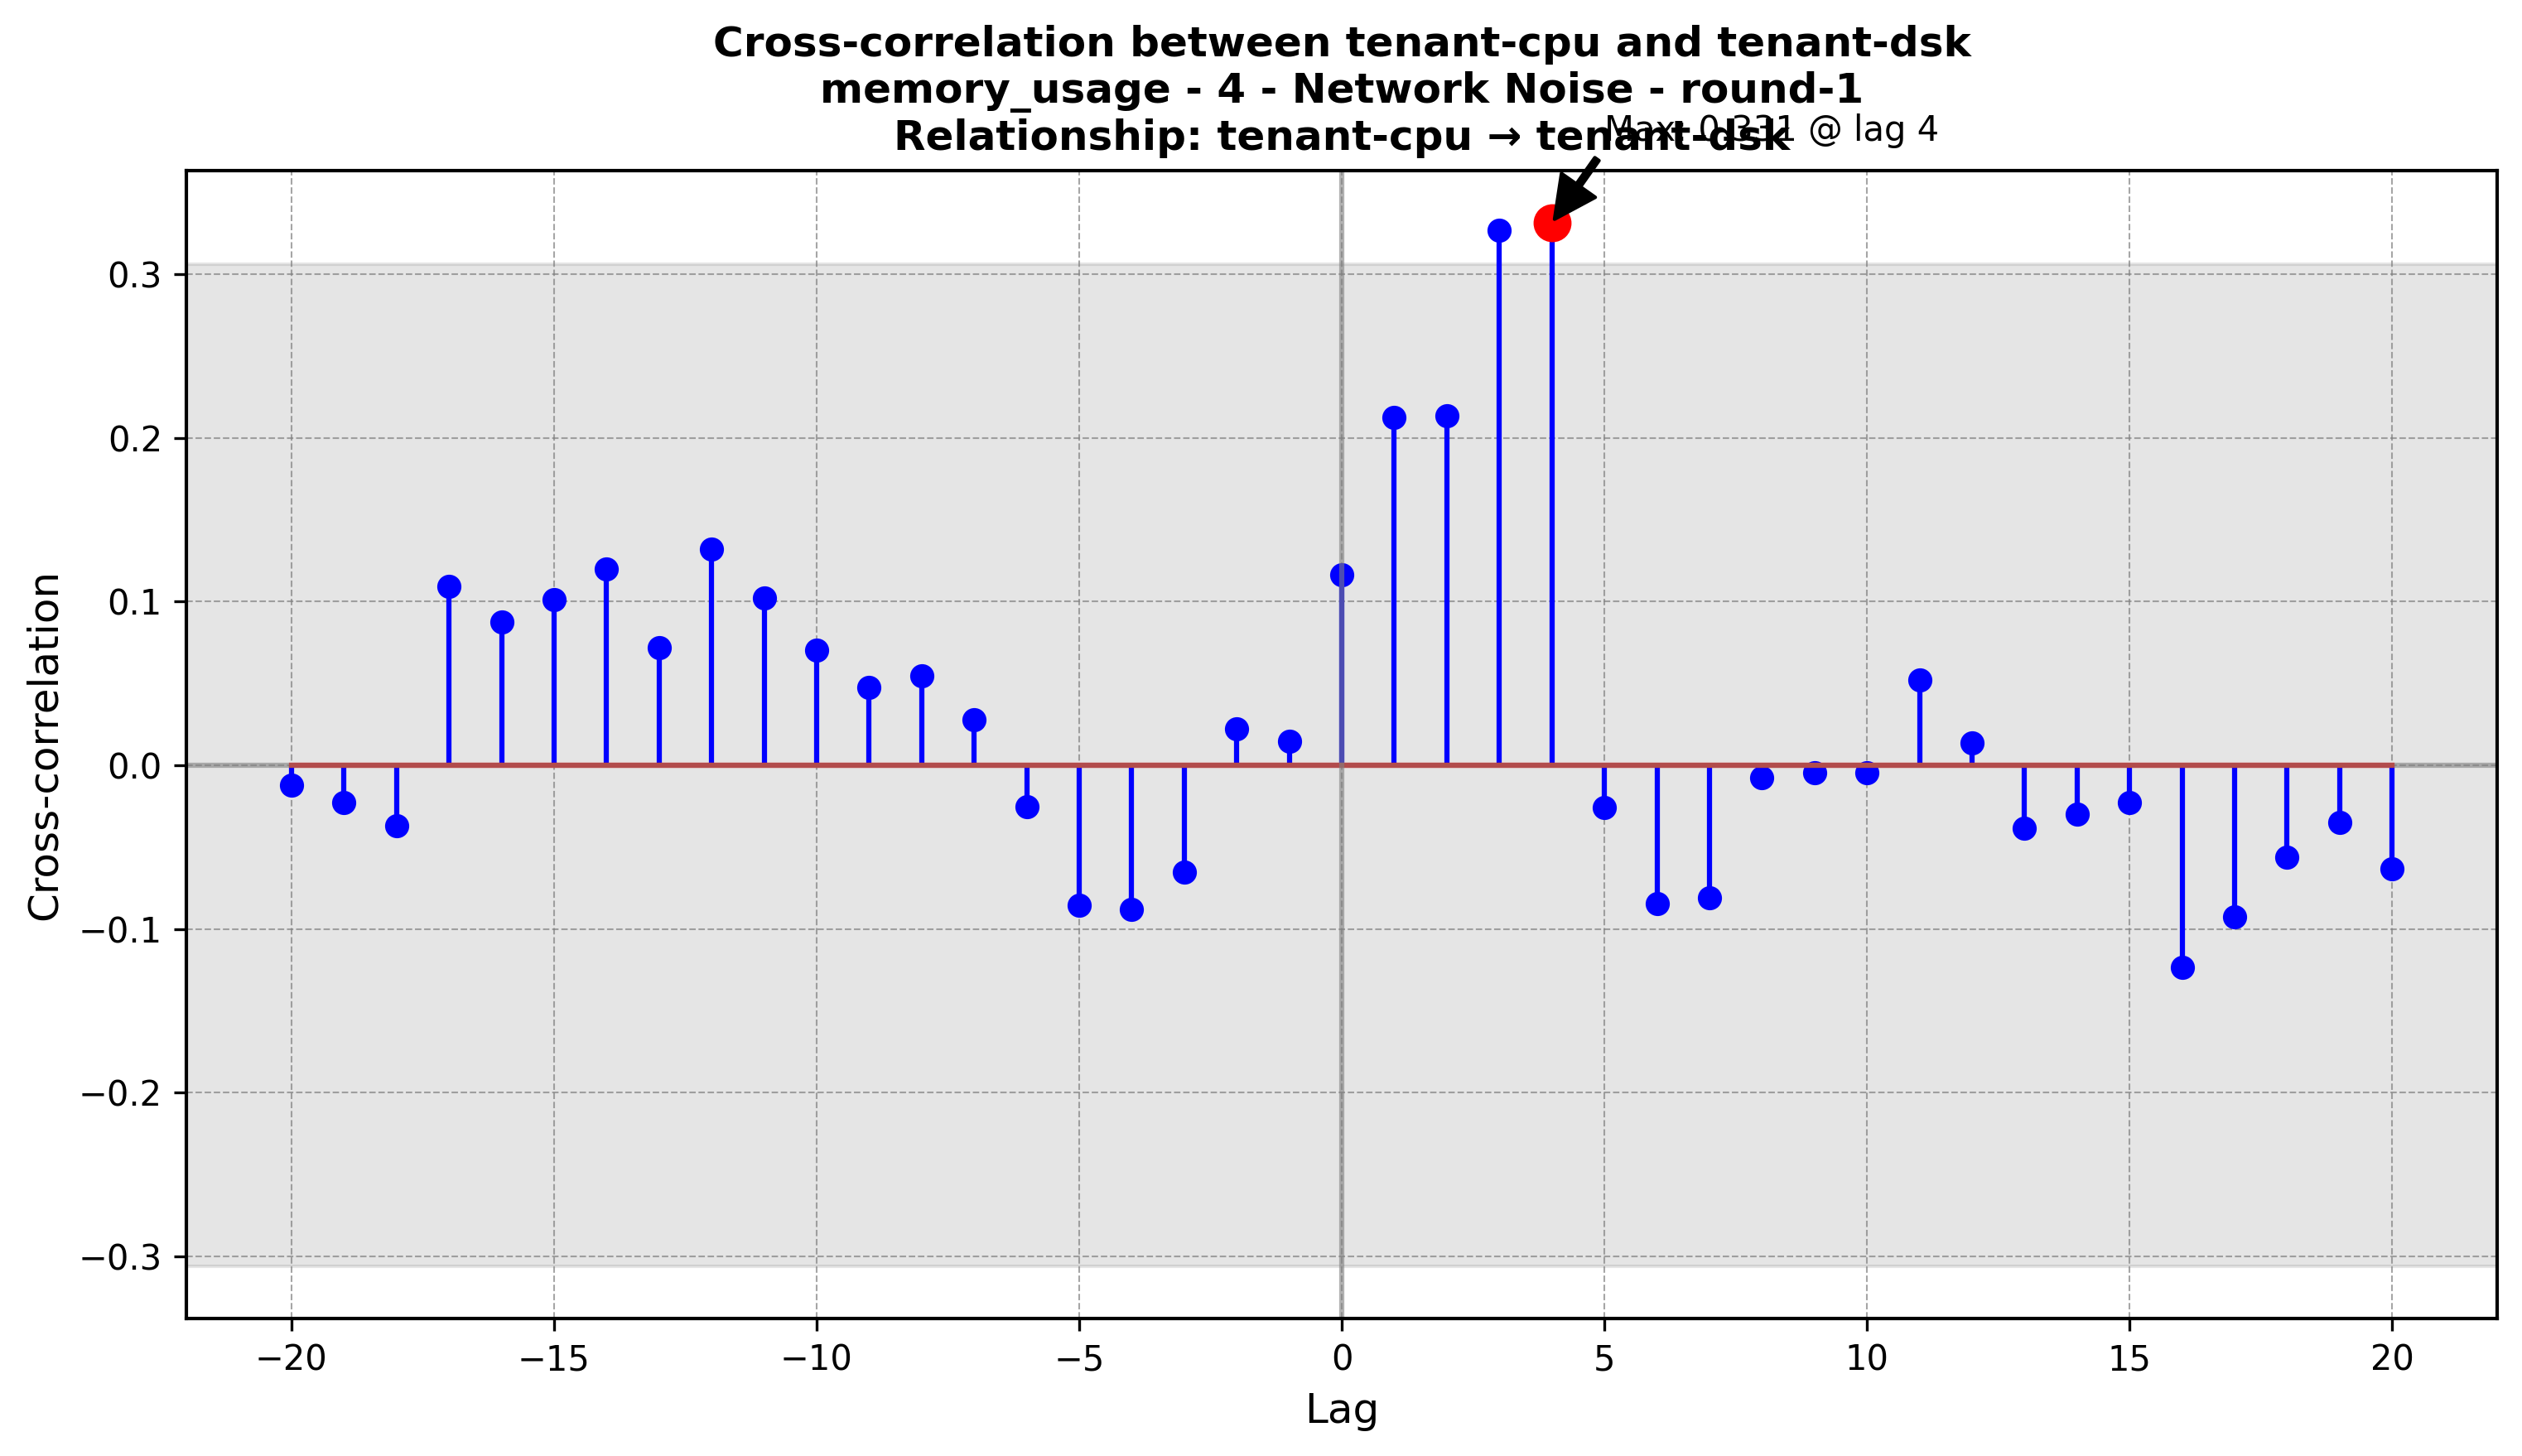 Cross-correlation between tenant-cpu and tenant-dsk
memory_usage - 4 - Network Noise - round-1
Relationship: tenant-cpu → tenant-dsk
Max: 0.331 @ lag 4
Cross-correlation
0.3
0.2
0.1
0.0
−0.1
−0.2
−0.3
−20
−15
−10
−5
0
5
10
15
20
Lag